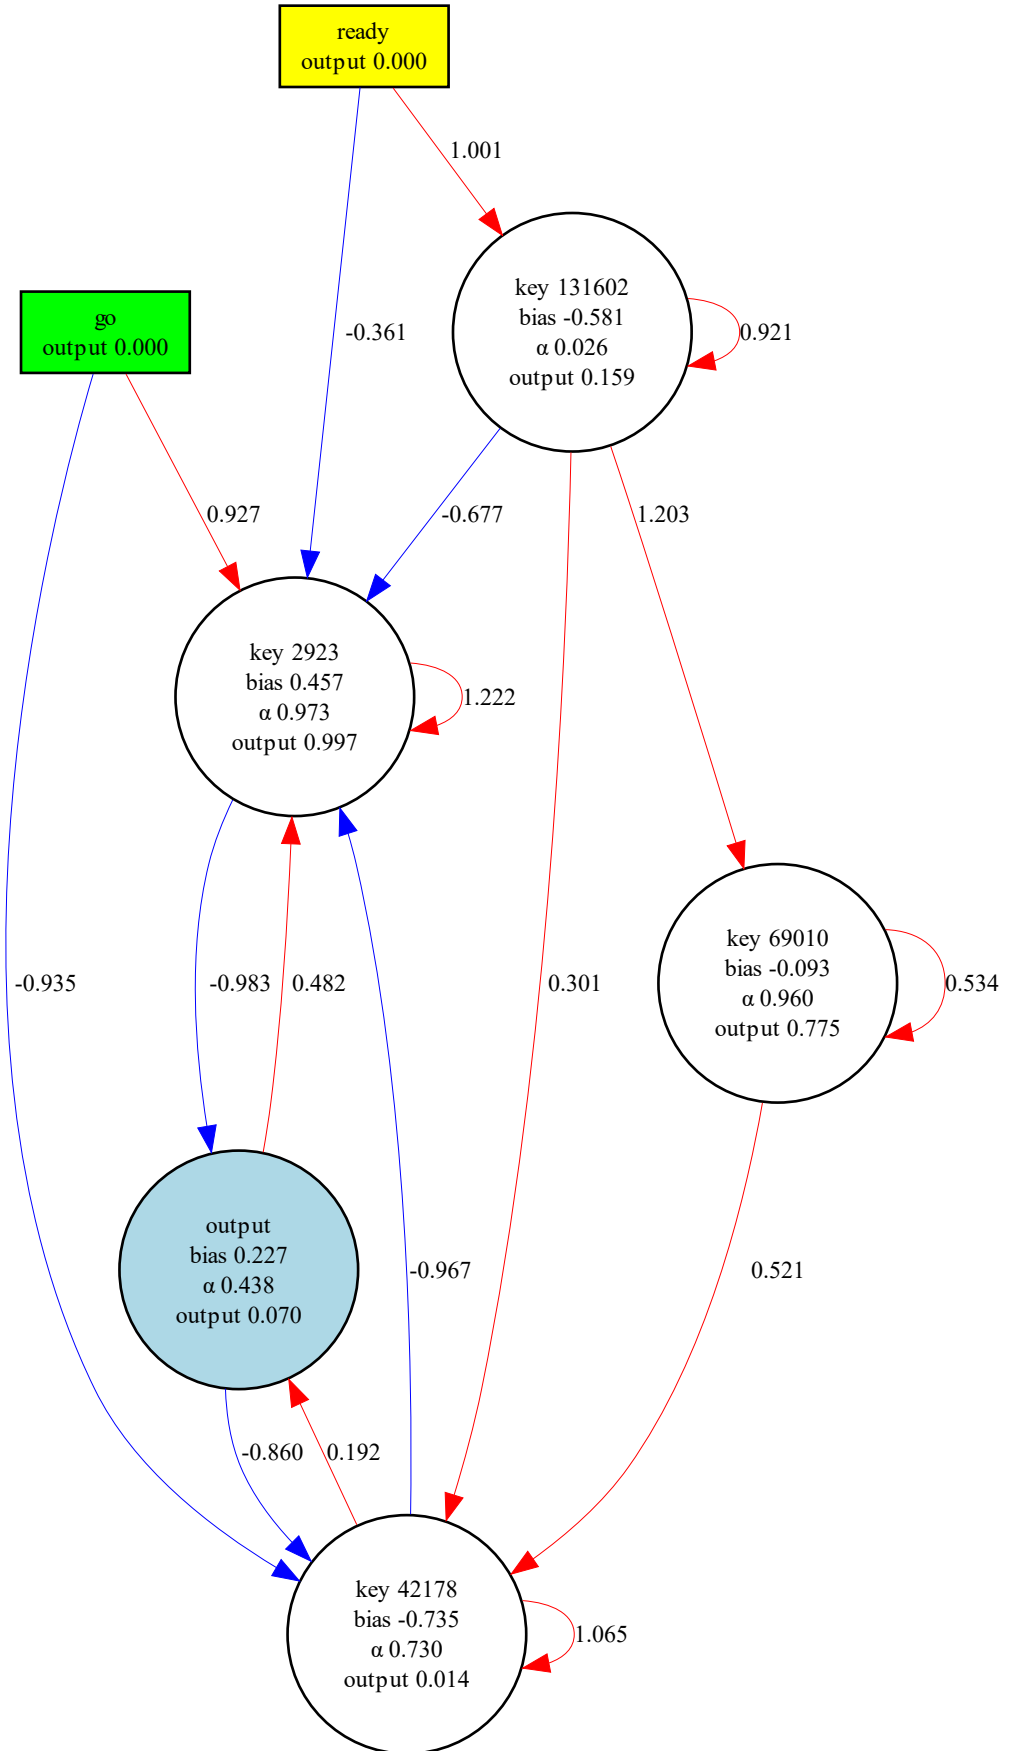 ready
output 0.000
1.001
key 131602
bias -0.581
α 0.026
output 0.159
0.921
go
output 0.000
-0.361
0.927
-0.677
1.203
key 2923
bias 0.457
α 0.973
output 0.997
1.222
key 69010
bias -0.093
α 0.960
output 0.775
0.534
-0.935
-0.983
0.482
0.301
output
bias 0.227
α 0.438
output 0.070
-0.967
0.521
-0.860
0.192
key 42178
bias -0.735
α 0.730
output 0.014
1.065